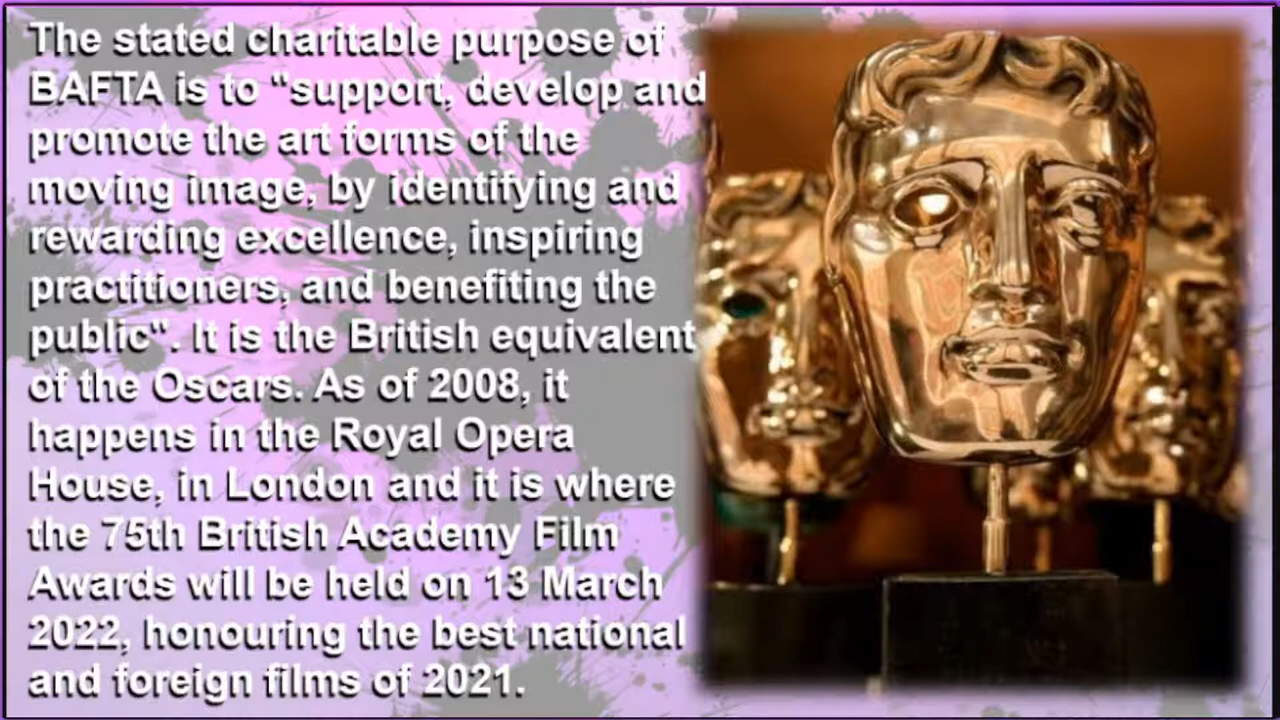 The stated charitable purpose of
BAFTA is to "support, develop and
promote the art forms of the
moving image, by identifying and
rewarding excellence, inspiring
practitioners, and benefiting the
public". It is the British equivalent
of the Oscars. As of 2008, it
happens in the Royal Opera
House, in London and it is where
the 75th British Academy Film
Awards will be held on 13 March
2022, honouring the best national
and foreign films of 2021.